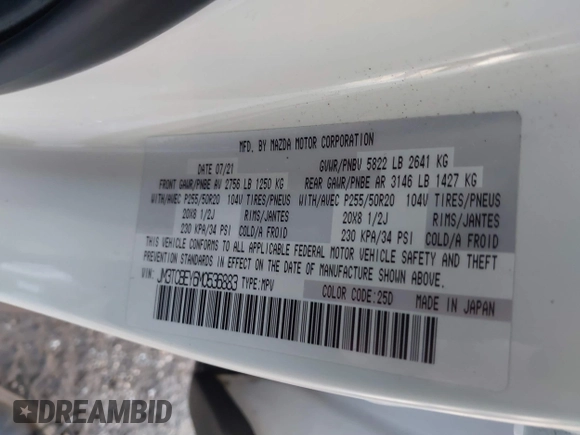 MFD. BY MAZDA MOTOR CORPORATION
DATE 07/21 GVWR/PNBV 5822 LB 2641 KG
FRONT GAWR/PNBE AV 2756 LB 1250 KG REAR GAWR/PNBE AR 3146 LB 1427 KG
WITH/AVEC P255/50R20 104V TIRES/PNEUS WITH/AVEC P255/50R20 104V TIRES/PNEUS
20X8 1/2J RIMS/JANTES 20X8 1/2J RIMS/JANTES
230 KPA/34 PSI COLD/A FROID 230 KPA/34 PSI COLD/A FROID
THIS VEHICLE CONFORMS TO ALL APPLICABLE FEDERAL MOTOR VEHICLE SAFETY AND THEFT
PREVENTION STANDARDS IN EFFECT ON THE DATE OF MANUFACTURE SHOWN ABOVE.
VIN: JM3TCBEY6M0536883 TYPE:MPV COLOR CODE:25D MADE IN JAPAN
DREAMBID